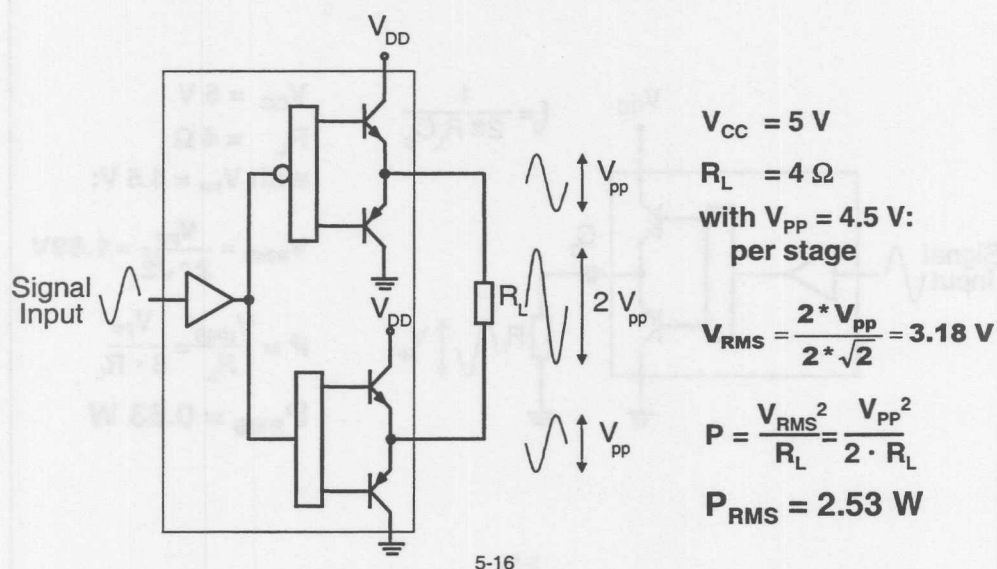 V_DD
V_CC = 5 V
R_L = 4 Ω
with V_PP = 4.5 V:
per stage
V_RMS = 2* V_pp / 2* √2 = 3.18 V
P = V_RMS² / R_L = V_PP² / 2 · R_L
P_RMS = 2.53 W
Signal
Input
V_DD
R_L
V_pp
2 V_pp
V_pp
5-16